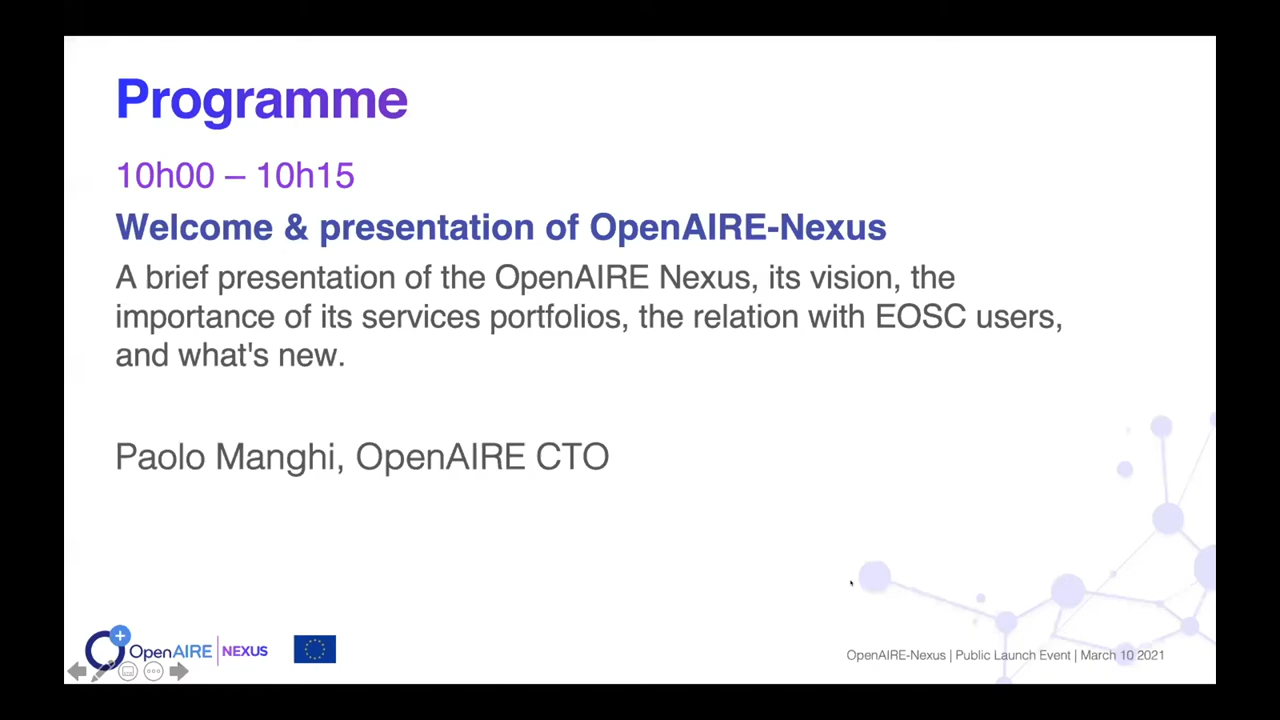 Programme
10h00 – 10h15
Welcome & presentation of OpenAIRE-Nexus
A brief presentation of the OpenAIRE Nexus, its vision, the
importance of its services portfolios, the relation with EOSC users,
and what's new.
Paolo Manghi, OpenAIRE CTO
OpenAIRE | NEXUS
OpenAIRE-Nexus | Public Launch Event | March 10 2021